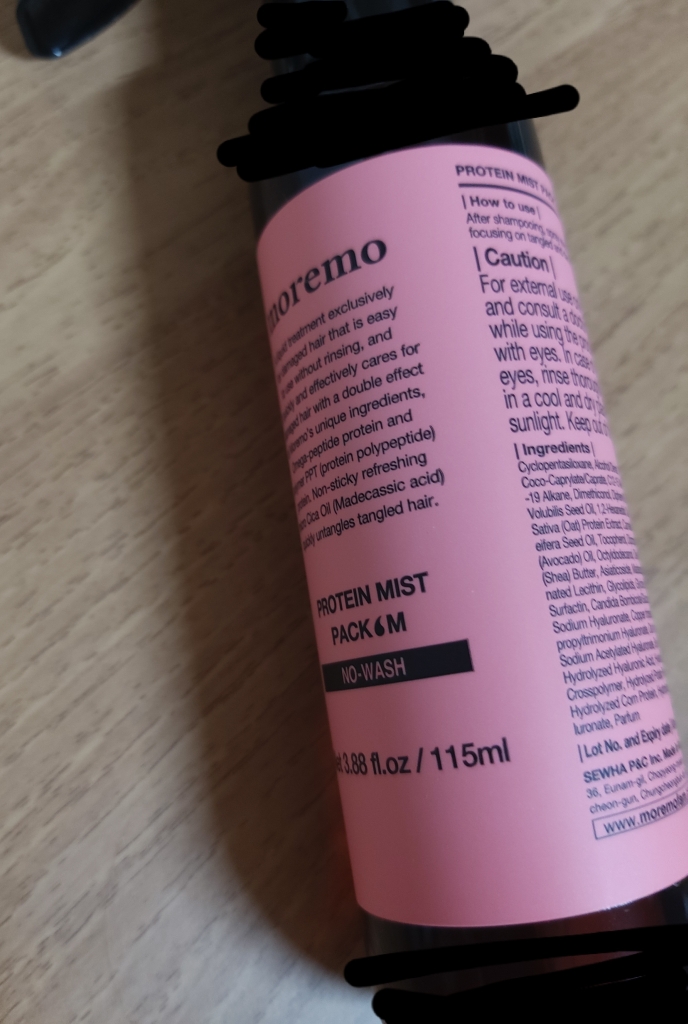 moremo
treatment exclusively
damaged hair that is easy
use without rinsing, and
and effectively cares for
hair with a double effect
unique ingredients,
Omega-peptide protein and
PPT (protein polypeptide)
Non-sticky refreshing
Cica Oil (Madecassic acid)
untangles tangled hair.
PROTEIN MIST
PACK M
NO-WASH
3.88 fl.oz / 115ml
PROTEIN MIST
| How to use |
After shampooing,
focusing on tangled
| Caution |
For external use
and consult a
while using the
with eyes. In case
eyes, rinse
in a cool and dry
sunlight. Keep out
| Ingredients |
Cyclopentasiloxane,
Coco-Caprylate/Caprate,
-19 Alkane, Dimethiconol,
Volubilis Seed Oil,
Sativa (Oat) Protein Extract,
eifera Seed Oil, Tocopherol,
(Avocado) Oil,
(Shea) Butter, Asiaticoside,
nated Lecithin, Glycolipids,
Surfactin, Candida
Sodium Hyaluronate,
propyltrimonium
Sodium Acetylated
Hydrolyzed Hyaluronic Acid,
Crosspolymer, Hydrolyzed
Hydrolyzed Corn Protein,
luronate, Parfum
| Lot No. and Expiry date
SEWHA P&C Inc. Made
36, Eunam-gil,
cheon-gun,